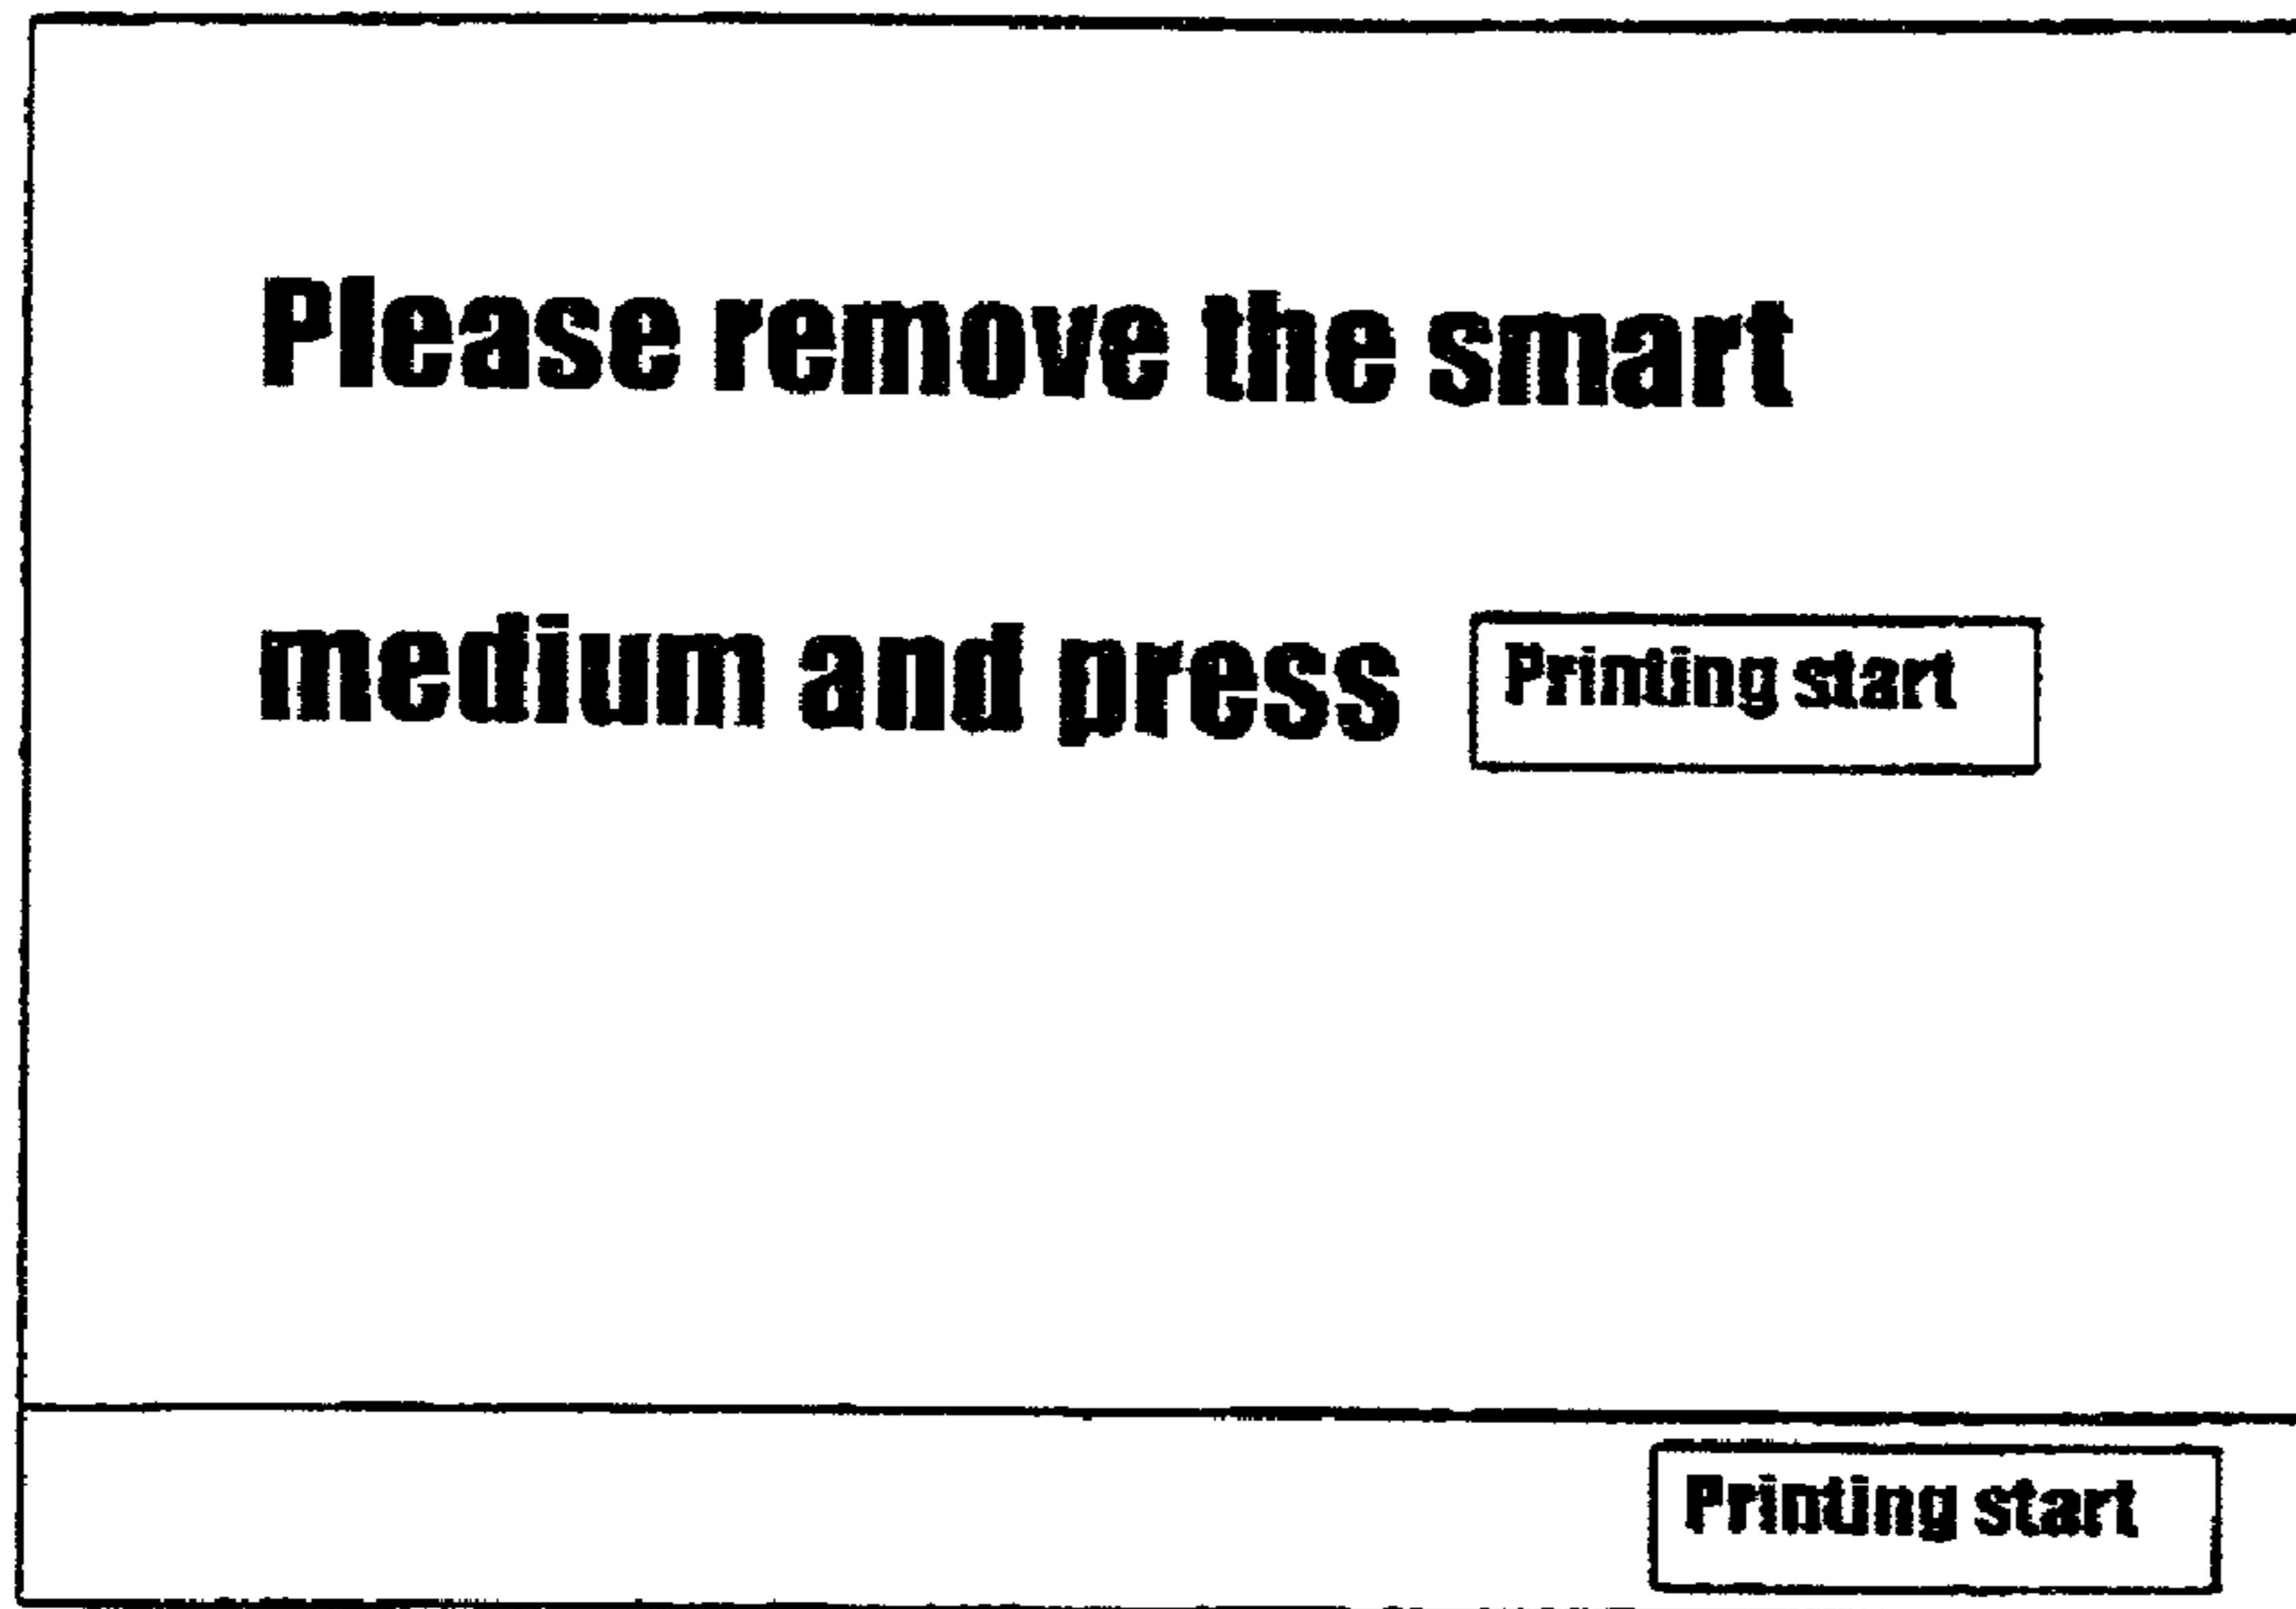 Please remove the smart
medium and press Printing start
Printing start